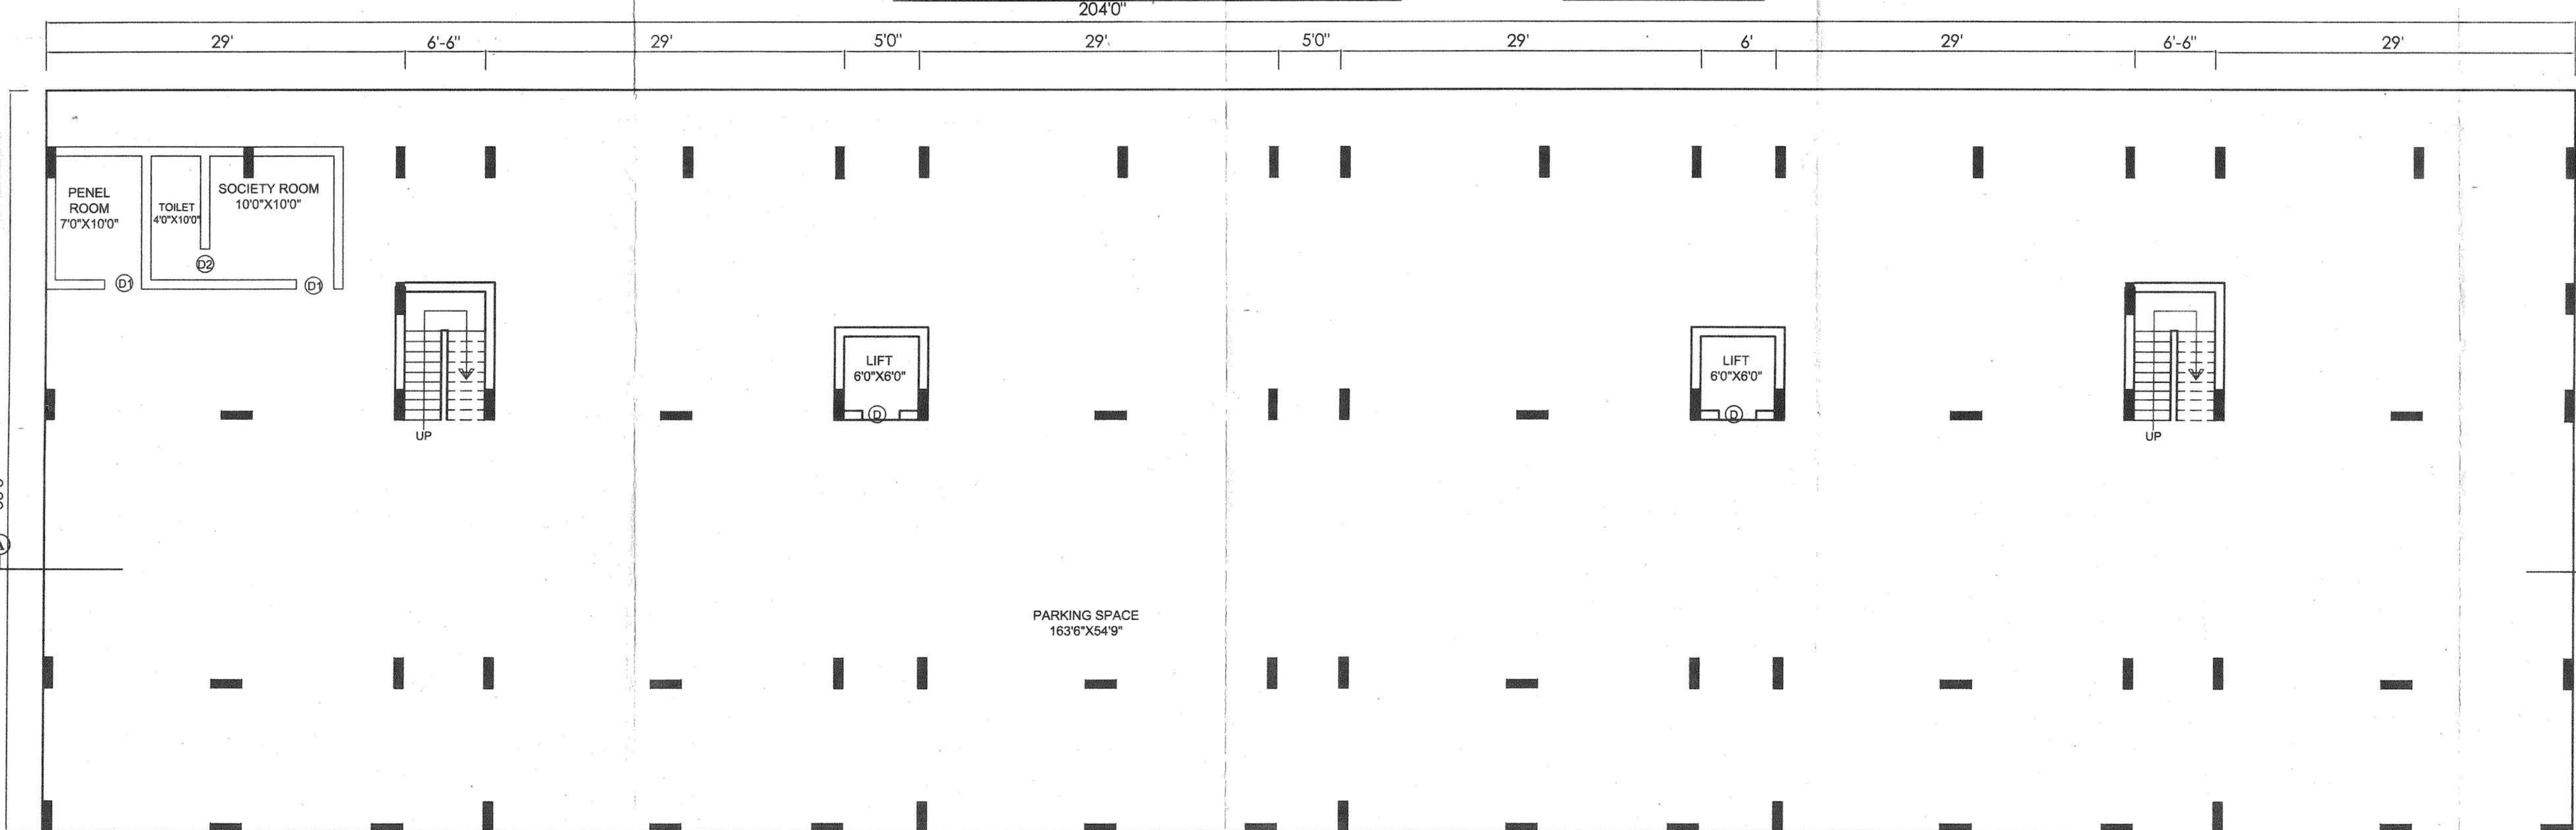 204'0"
29' 6'-6" 29' 5'0" 29' 5'0" 29' 6' 29' 6'-6" 29'
PENEL
ROOM
7'0"X10'0"
TOILET
4'0"X10'0"
SOCIETY ROOM
10'0"X10'0"
D1
D2
D1
UP
LIFT
6'0"X6'0"
D
LIFT
6'0"X6'0"
D
UP
PARKING SPACE
163'6"X54'9"